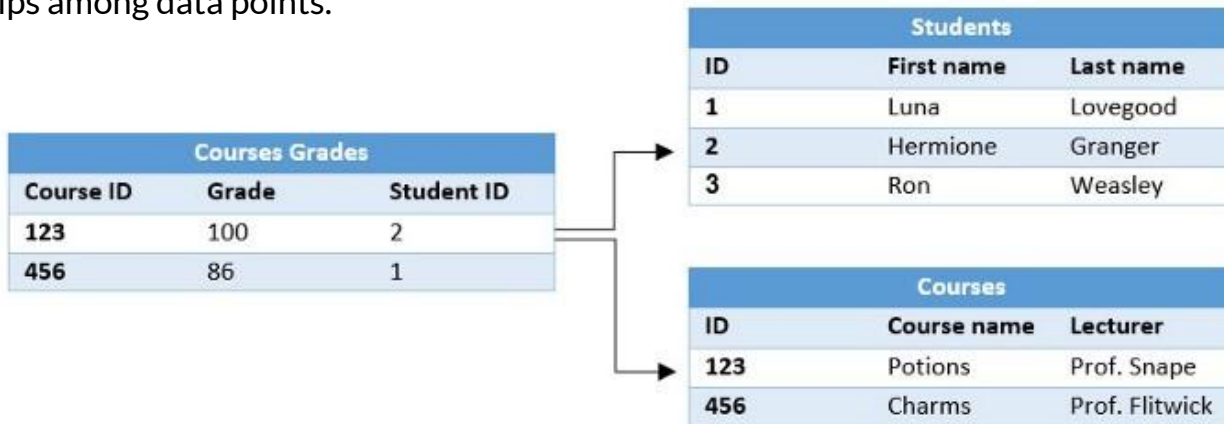 ips among data points.
Students
ID First name Last name
1 Luna Lovegood
2 Hermione Granger
3 Ron Weasley
Courses Grades
Course ID Grade Student ID
123 100 2
456 86 1
Courses
ID Course name Lecturer
123 Potions Prof. Snape
456 Charms Prof. Flitwick